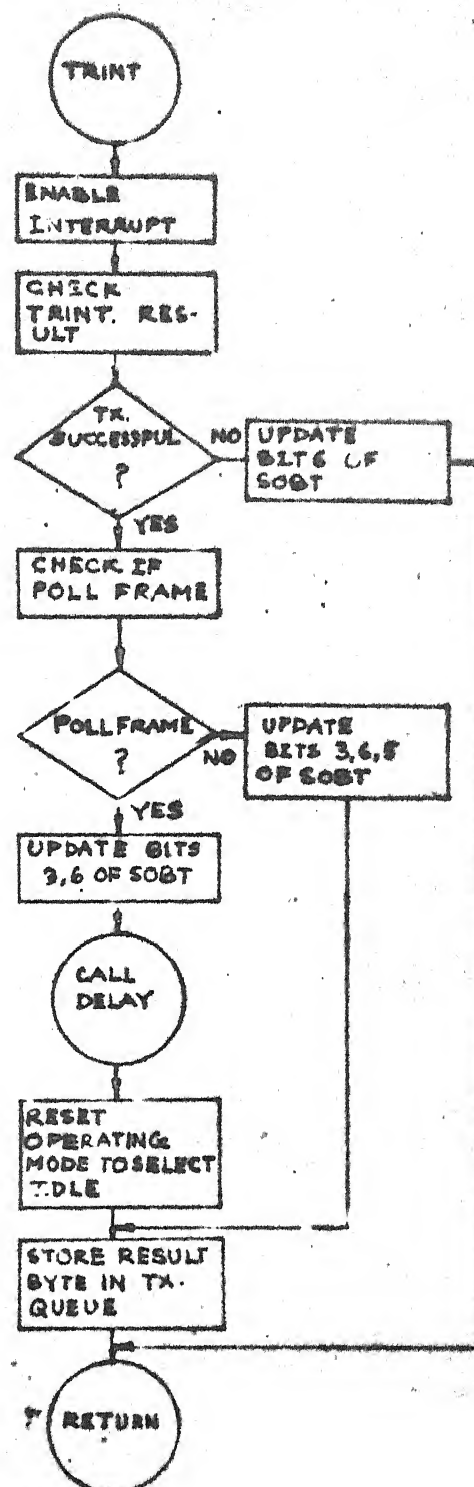 TRINT
ENABLE
INTERRUPT
CHECK
TRINT. RES-
ULT
TX.
SUCCESSFUL
?
NO
UPDATE
BIT6 OF
SOBT
YES
CHECK IF
POLL FRAME
POLL FRAME
?
NO
UPDATE
BITS 3,6,5
OF SOBT
YES
UPDATE BITS
3,6 OF SOBT
CALL
DELAY
RESET
OPERATING
MODE TO SELECT
IDLE
STORE RESULT
BYTE IN TX.
QUEUE
RETURN